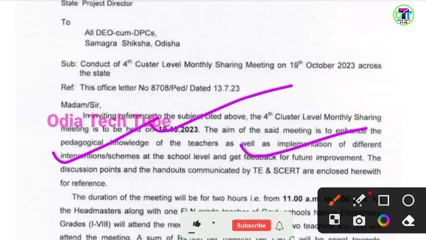 State Project Director
To
All DEO-cum-DPCs,
Samagra Shiksha, Odisha
Sub: Conduct of 4th Custer Level Monthly Sharing Meeting on 19th October 2023 across
the state
Ref: This office letter No 8708/Ped/ Dated 13.7.23
Madam/Sir,
In inviting reference to the subject cited above, the 4th Cluster Level Monthly Sharing
Odia Tech Tube
meeting is to be held on 19.10.2023. The aim of the said meeting is to enhance the
pedagogical knowledge of the teachers as well as implementation of different
interventions/schemes at the school level and get feedback for future improvement. The
discussion points and the handouts communicated by TE & SCERT are enclosed herewith
for reference.
The duration of the meeting will be for two hours i.e. from 11.00 A.M.
the Headmasters along with one
Grades (I-VIII) will attend the
attend the meeting. A sum of
Subscribe